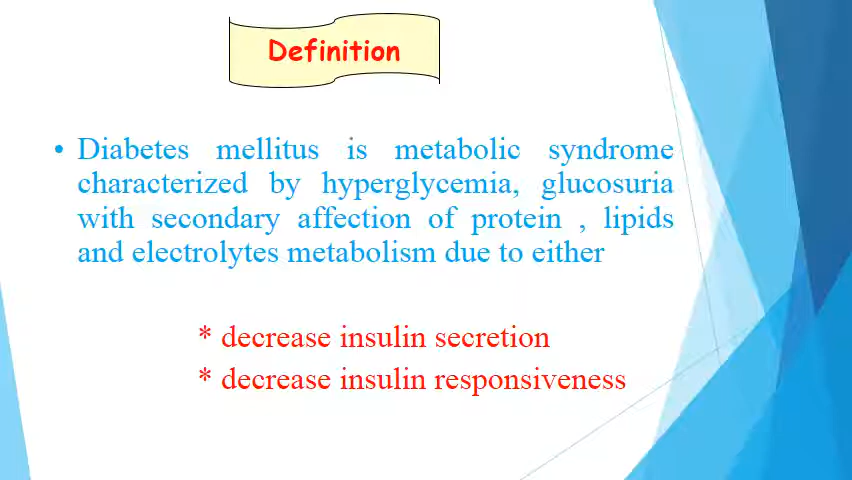 Definition
• Diabetes mellitus is metabolic syndrome
characterized by hyperglycemia, glucosuria
with secondary affection of protein , lipids
and electrolytes metabolism due to either
* decrease insulin secretion
* decrease insulin responsiveness